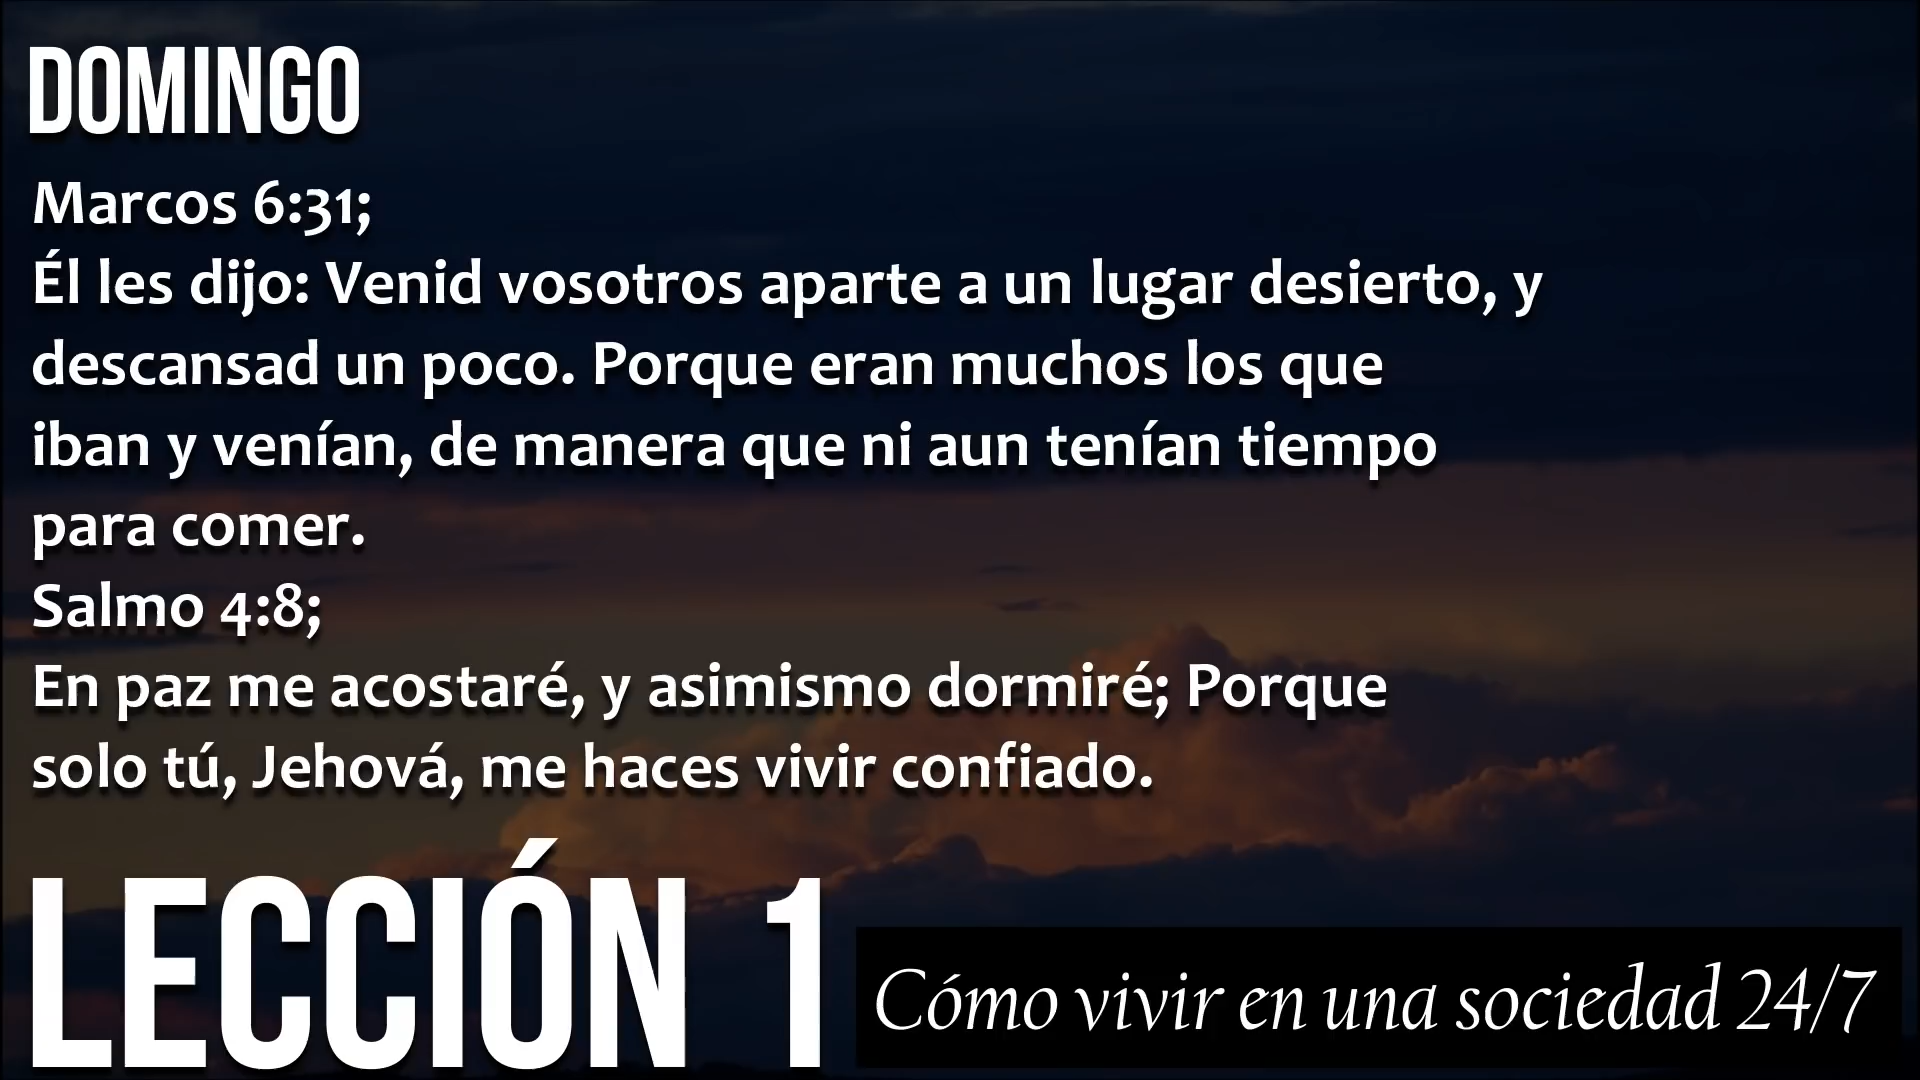 DOMINGO
Marcos 6:31;
Él les dijo: Venid vosotros aparte a un lugar desierto, y
descansad un poco. Porque eran muchos los que
iban y venían, de manera que ni aun tenían tiempo
para comer.
Salmo 4:8;
En paz me acostaré, y asimismo dormiré; Porque
solo tú, Jehová, me haces vivir confiado.
LECCIÓN 1
Cómo vivir en una sociedad 24/7